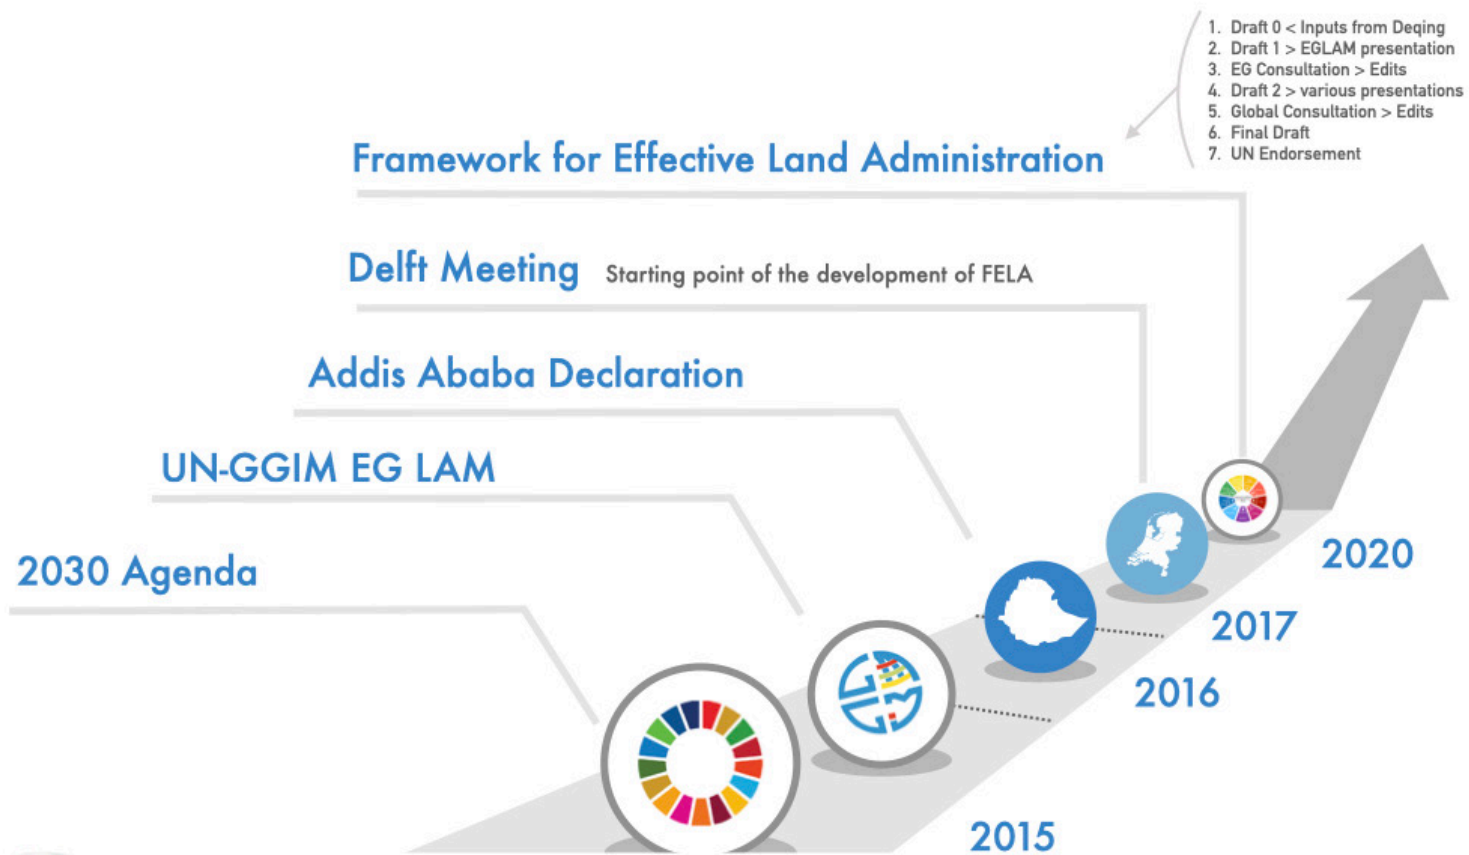 1. Draft 0 < Inputs from Deqing
2. Draft 1 > EGLAM presentation
3. EG Consultation > Edits
4. Draft 2 > various presentations
5. Global Consultation > Edits
6. Final Draft
7. UN Endorsement
Framework for Effective Land Administration
Delft Meeting Starting point of the development of FELA
Addis Ababa Declaration
UN-GGIM EG LAM
2030 Agenda
2020
2017
2016
2015